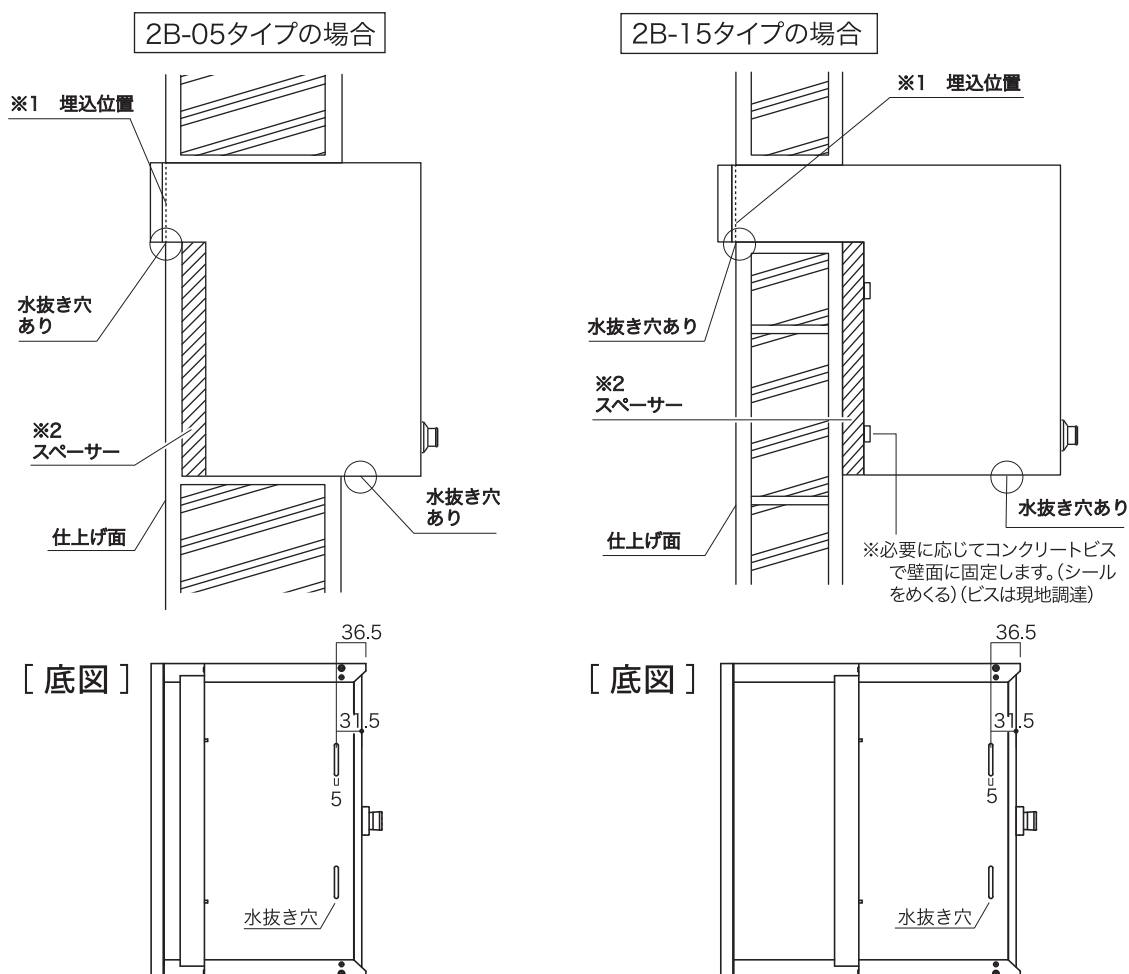 2B-05タイプの場合
※1 埋込位置
水抜き穴
あり
※2
スペーサー
仕上げ面
水抜き穴
あり
2B-15タイプの場合
※1 埋込位置
水抜き穴あり
※2
スペーサー
仕上げ面
水抜き穴あり
※必要に応じてコンクリートビス
で壁面に固定します。(シール
をめくる)(ビスは現地調達)
[ 底図 ]
36.5
31.5
5
水抜き穴
[ 底図 ]
36.5
31.5
5
水抜き穴